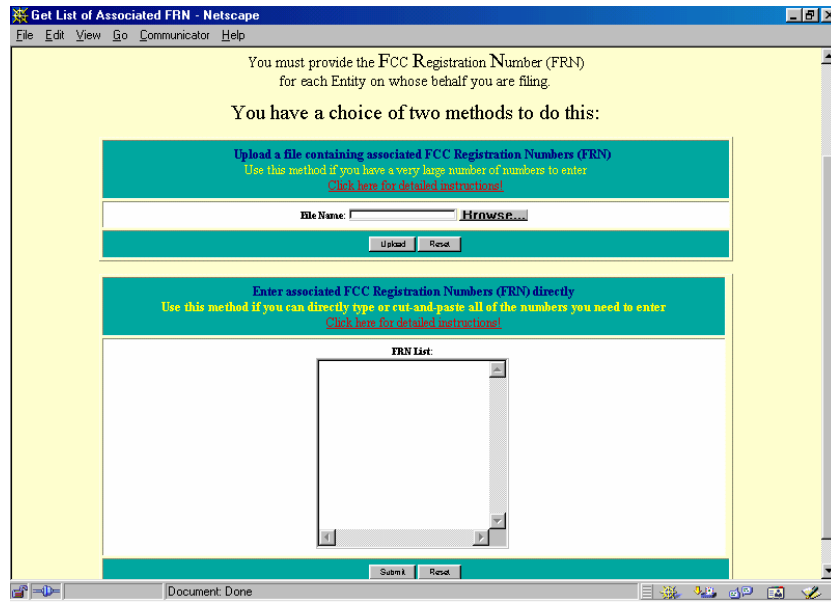 Get List of Associated FRN - Netscape
File Edit View Go Communicator Help
You must provide the FCC Registration Number (FRN)
for each Entity on whose behalf you are filing.
You have a choice of two methods to do this:
Upload a file containing associated FCC Registration Numbers (FRN)
Use this method if you have a very large number of numbers to enter
Click here for detailed instructions!
File Name: Browse...
Upload Reset
Enter associated FCC Registration Numbers (FRN) directly
Use this method if you can directly type or cut-and-paste all of the numbers you need to enter
Click here for detailed instructions!
FRN List:
Submit Reset
Document: Done